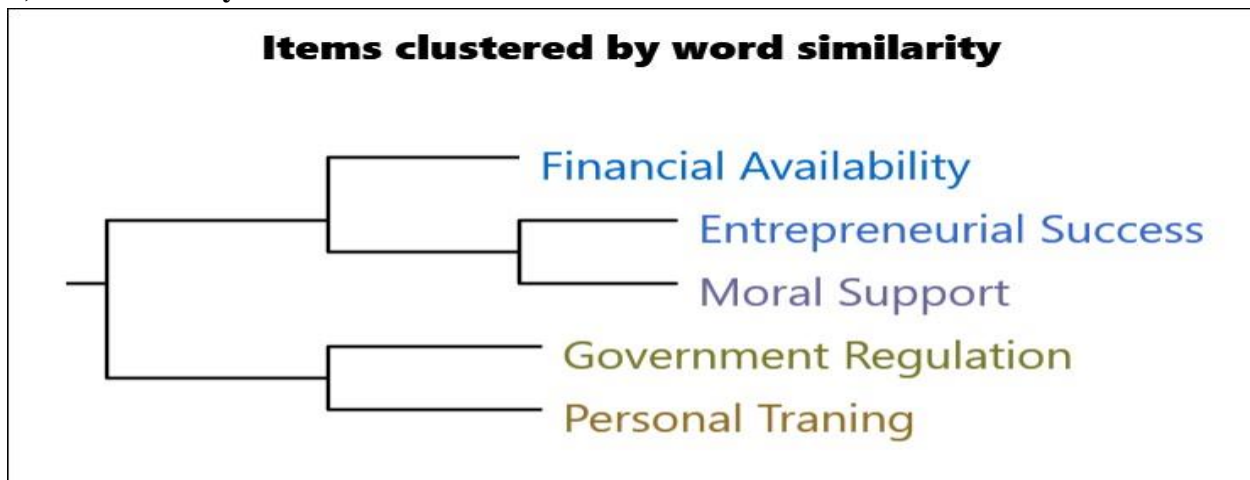 Items clustered by word similarity
Financial Availability
Entrepreneurial Success
Moral Support
Government Regulation
Personal Traning